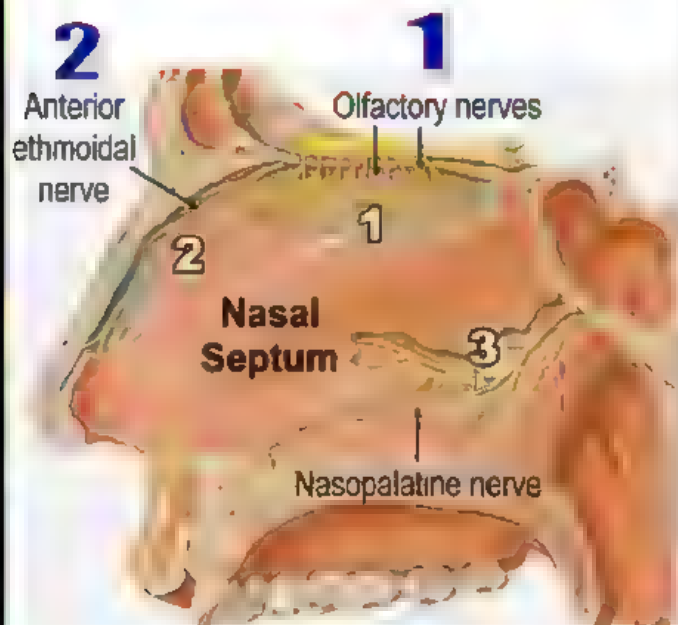 2
1
Anterior
ethmoidal
nerve
Olfactory nerves
1
2
Nasal
Septum
3
Nasopalatine nerve